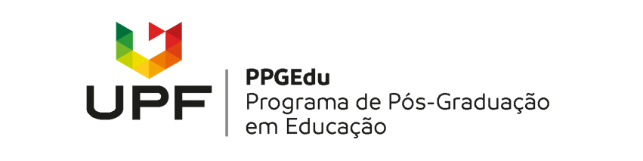 UPF
PPGEdu
Programa de Pós-Graduação
em Educação